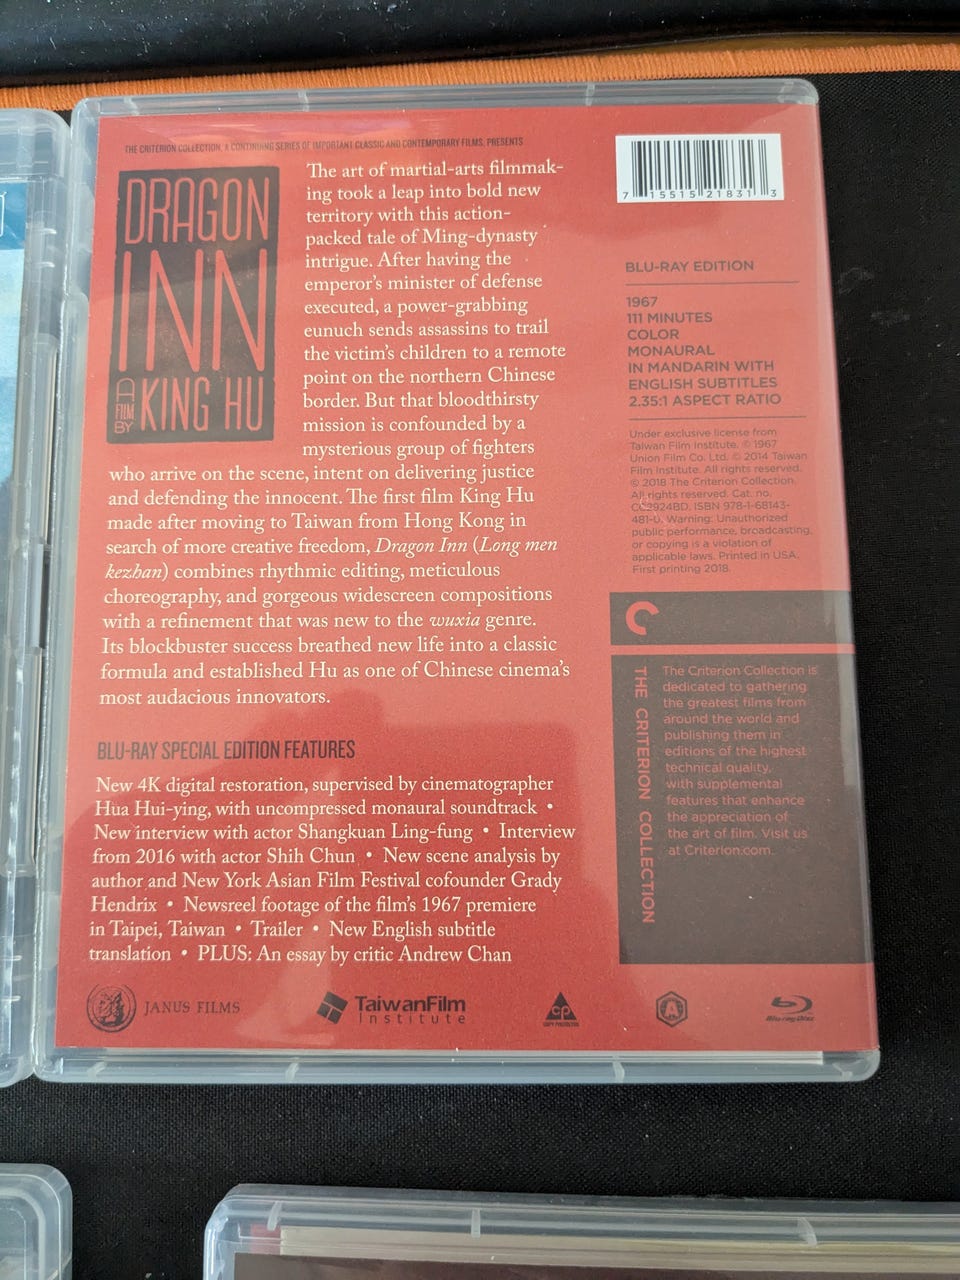 THE CRITERION COLLECTION, A CONTINUING SERIES OF IMPORTANT CLASSIC AND CONTEMPORARY FILMS, PRESENTS
DRAGON
INN
A
FILM
BY
KING HU
The art of martial-arts filmmak-
ing took a leap into bold new
territory with this action-
packed tale of Ming-dynasty
intrigue. After having the
emperor's minister of defense
executed, a power-grabbing
eunuch sends assassins to trail
the victim's children to a remote
point on the northern Chinese
border. But that bloodthirsty
mission is confounded by a
mysterious group of fighters
who arrive on the scene, intent on delivering justice
and defending the innocent. The first film King Hu
made after moving to Taiwan from Hong Kong in
search of more creative freedom, Dragon Inn (Long men
kezhan) combines rhythmic editing, meticulous
choreography, and gorgeous widescreen compositions
with a refinement that was new to the wuxia genre.
Its blockbuster success breathed new life into a classic
formula and established Hu as one of Chinese cinema's
most audacious innovators.
BLU-RAY SPECIAL EDITION FEATURES
New 4K digital restoration, supervised by cinematographer
Hua Hui-ying, with uncompressed monaural soundtrack •
New interview with actor Shangkuan Ling-fung • Interview
from 2016 with actor Shih Chun • New scene analysis by
author and New York Asian Film Festival cofounder Grady
Hendrix • Newsreel footage of the film's 1967 premiere
in Taipei, Taiwan • Trailer • New English subtitle
translation • PLUS: An essay by critic Andrew Chan
7 15515 21831 3
BLU-RAY EDITION
1967
111 MINUTES
COLOR
MONAURAL
IN MANDARIN WITH
ENGLISH SUBTITLES
2.35:1 ASPECT RATIO
Under exclusive license from
Taiwan Film Institute. © 1967
Union Film Co. Ltd. © 2014 Taiwan
Film Institute. All rights reserved.
© 2018 The Criterion Collection.
All rights reserved. Cat. no.
CC2924BD. ISBN 978-1-68143-
481-0. Warning: Unauthorized
public performance, broadcasting,
or copying is a violation of
applicable laws. Printed in USA.
First printing 2018.
THE CRITERION COLLECTION
The Criterion Collection is
dedicated to gathering
the greatest films from
around the world and
publishing them in
editions of the highest
technical quality,
with supplemental
features that enhance
the appreciation of
the art of film. Visit us
at Criterion.com.
JANUS FILMS
TaiwanFilm
Institute
cp
COPY PROTECTED
A
Blu-ray Disc